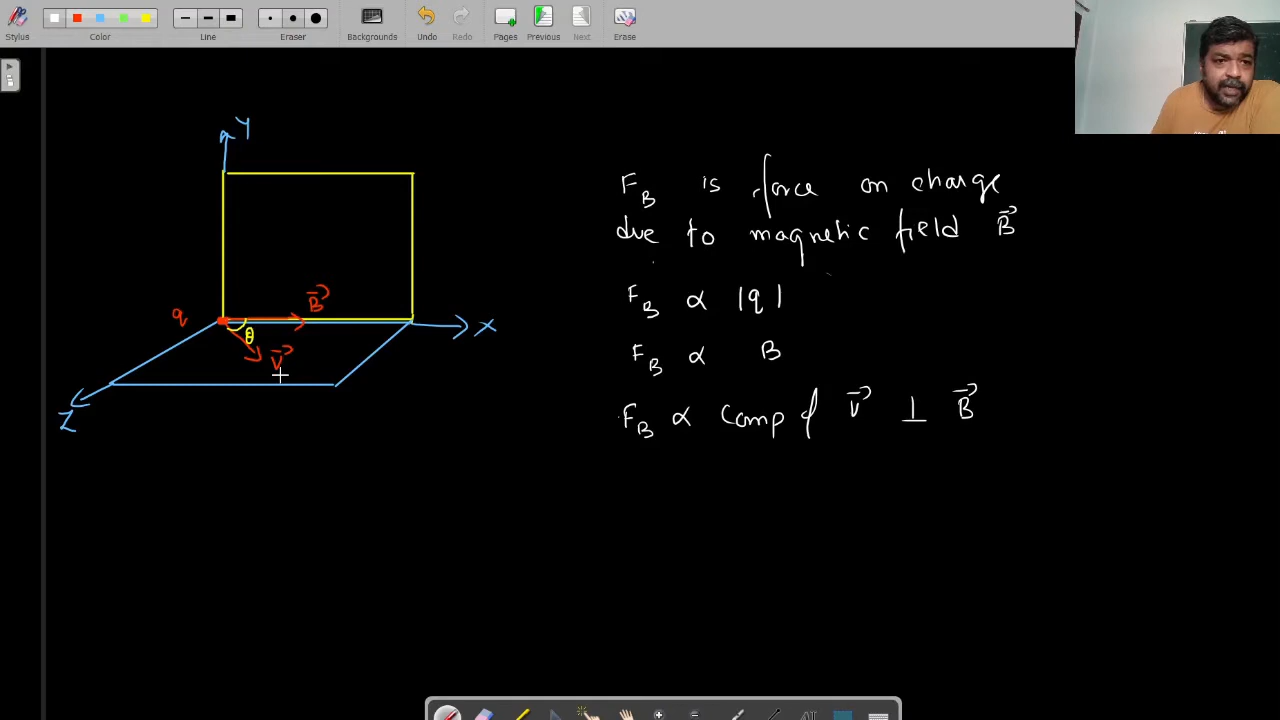 Stylus Color Line Eraser Backgrounds Undo Redo Pages Previous Next Erase
Y
F_B is force on charge
due to magnetic field B⃗
F_B ∝ |q|
F_B ∝ B
F_B ∝ Comp of V⃗ ⊥ B⃗
q B⃗
θ
X
V⃗
Z